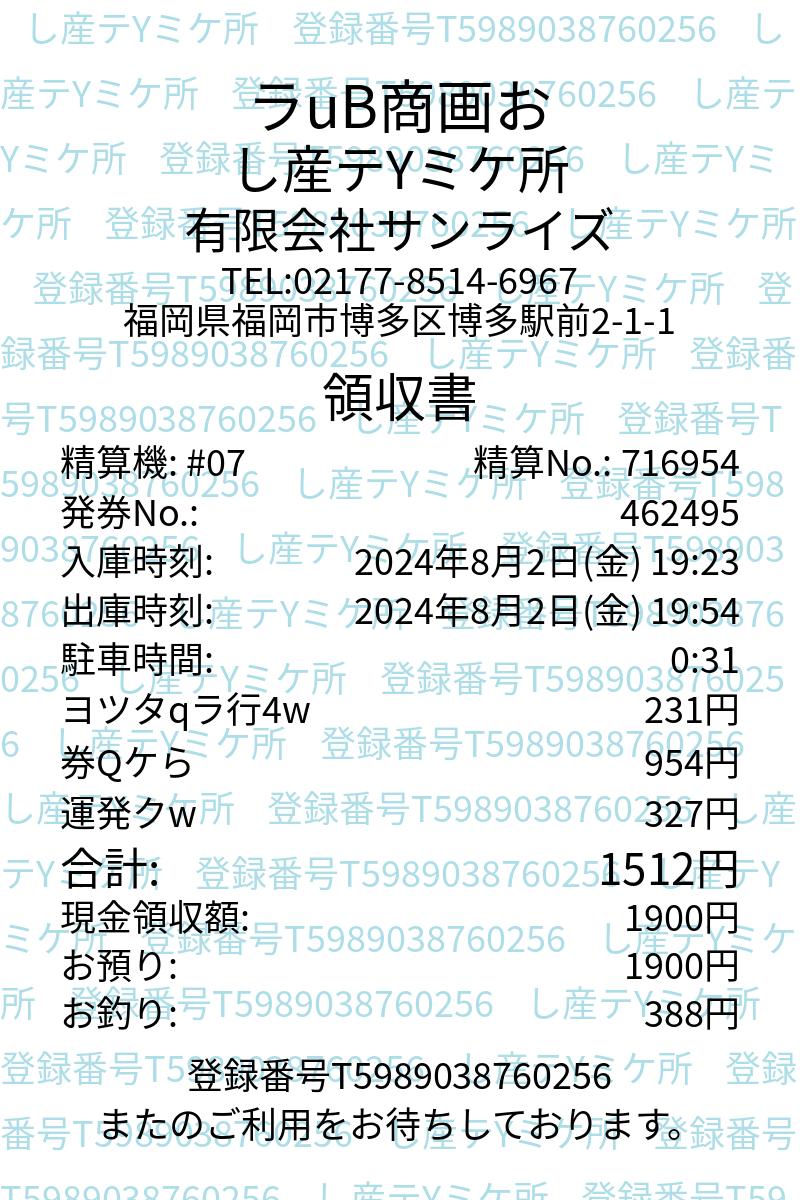 ラuB商画お
し産テYミケ所
有限会社サンライズ
TEL:02177-8514-6967
福岡県福岡市博多区博多駅前2-1-1
領収書
精算機: #07 精算No.: 716954
発券No.: 462495
入庫時刻: 2024年8月2日(金) 19:23
出庫時刻: 2024年8月2日(金) 19:54
駐車時間: 0:31
ヨツタqラ行4w 231円
券Qケら 954円
運発クw 327円
合計: 1512円
現金領収額: 1900円
お預り: 1900円
お釣り: 388円
登録番号T5989038760256
またのご利用をお待ちしております。